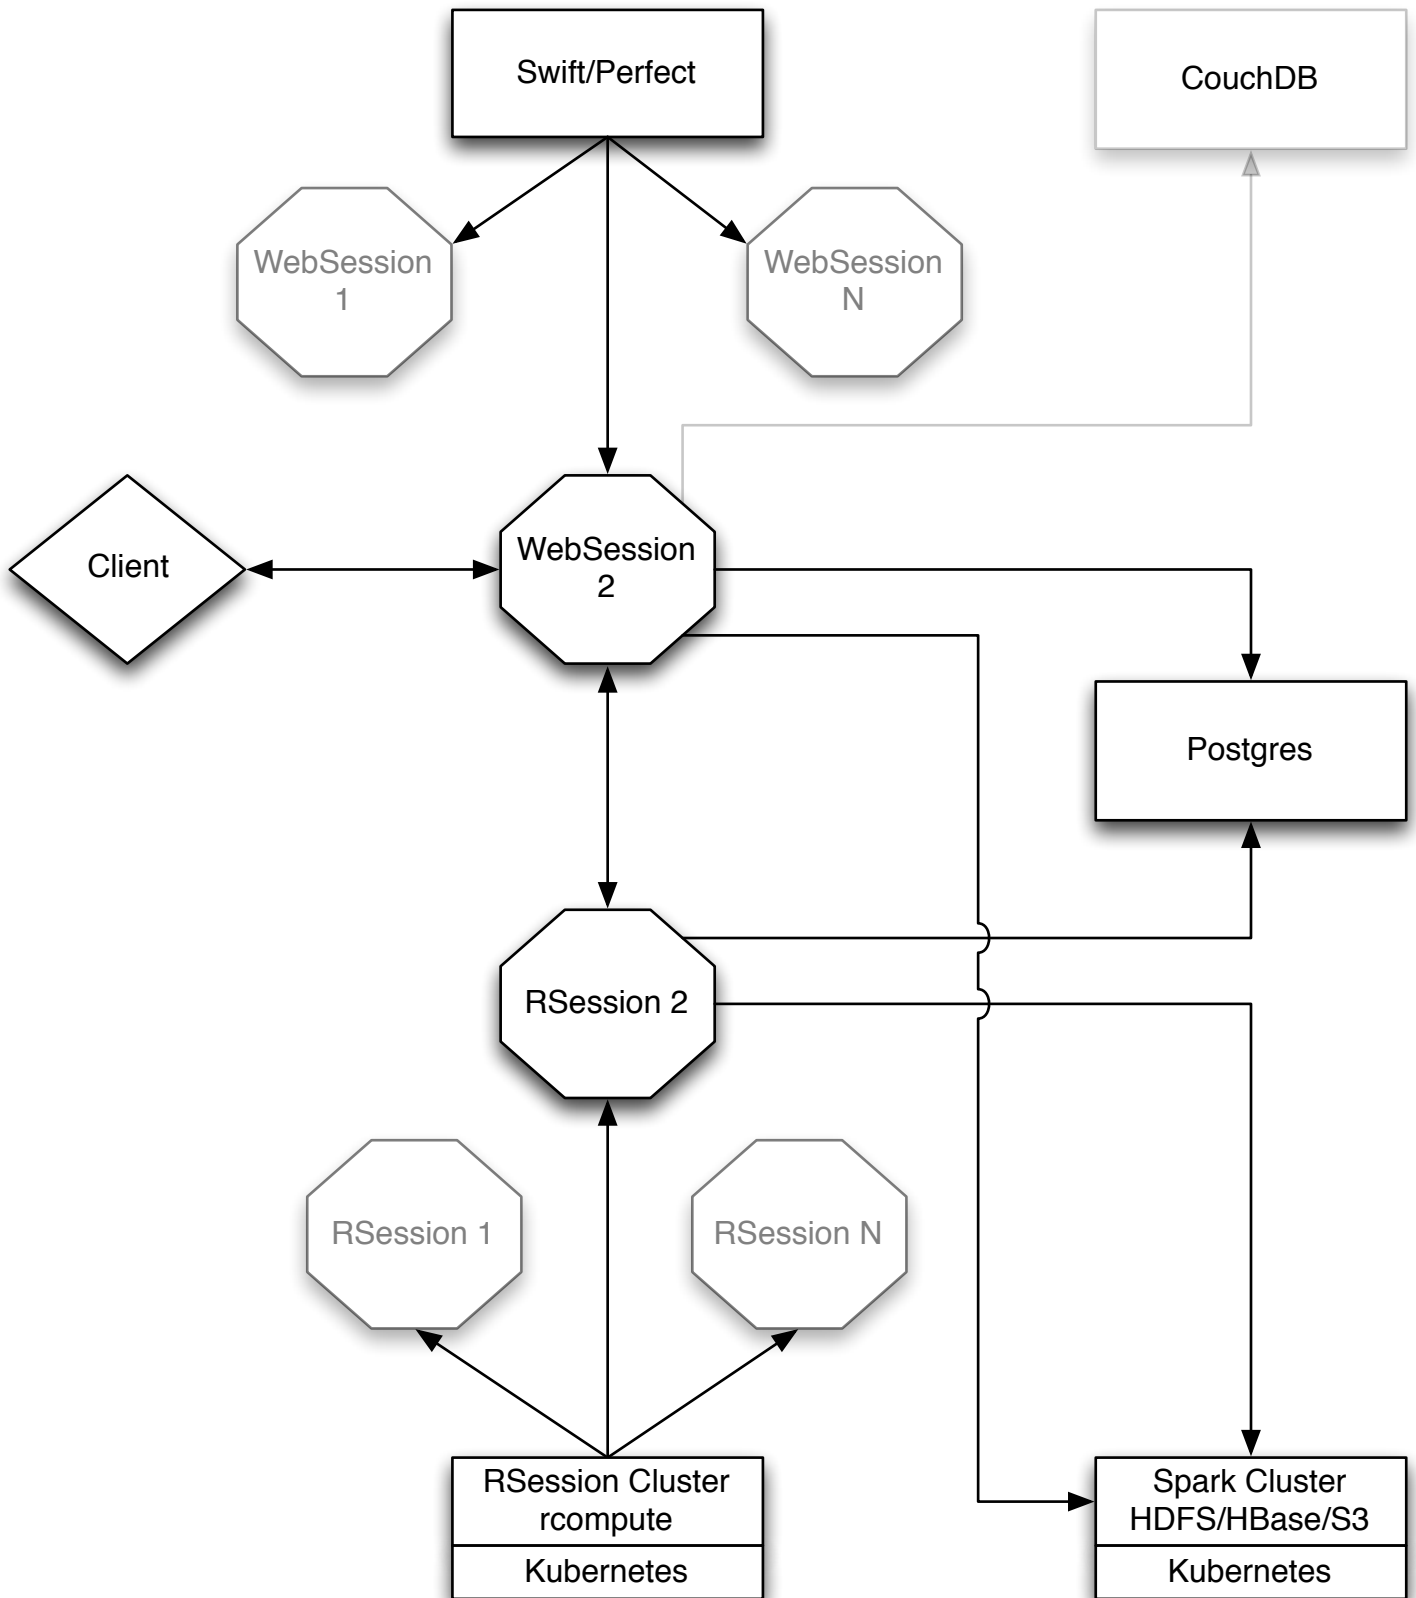 Swift/Perfect
CouchDB
WebSession
1
WebSession
N
Client
WebSession
2
Postgres
RSession 2
RSession 1
RSession N
RSession Cluster
rcompute
Kubernetes
Spark Cluster
HDFS/HBase/S3
Kubernetes